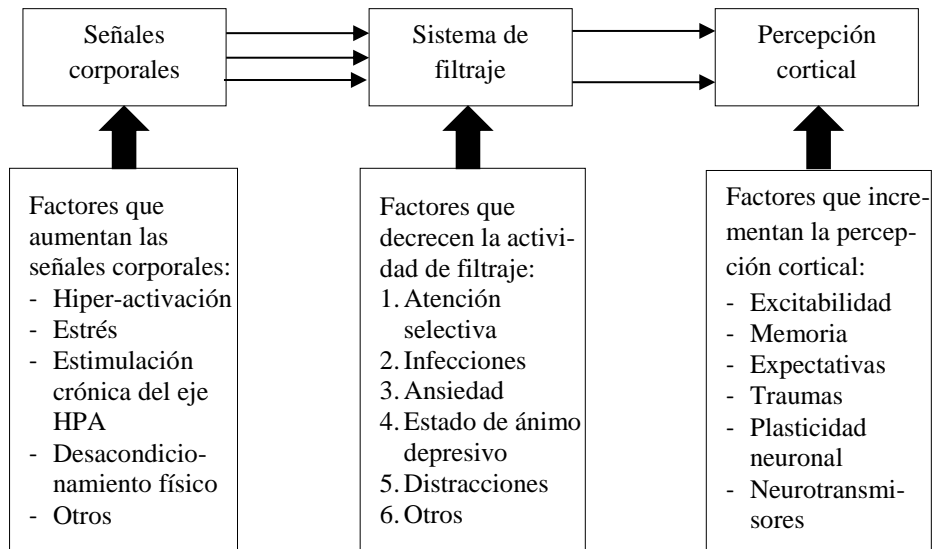 Señales
corporales
Sistema de
filtraje
Percepción
cortical
Factores que
aumentan las
señales corporales:
- Hiper-activación
- Estrés
- Estimulación
crónica del eje
HPA
- Desacondicio-
namiento físico
- Otros
Factores que
decrecen la activi-
dad de filtraje:
1. Atención
selectiva
2. Infecciones
3. Ansiedad
4. Estado de ánimo
depresivo
5. Distracciones
6. Otros
Factores que incre-
mentan la percep-
ción cortical:
- Excitabilidad
- Memoria
- Expectativas
- Traumas
- Plasticidad
neuronal
- Neurotransmi-
sores